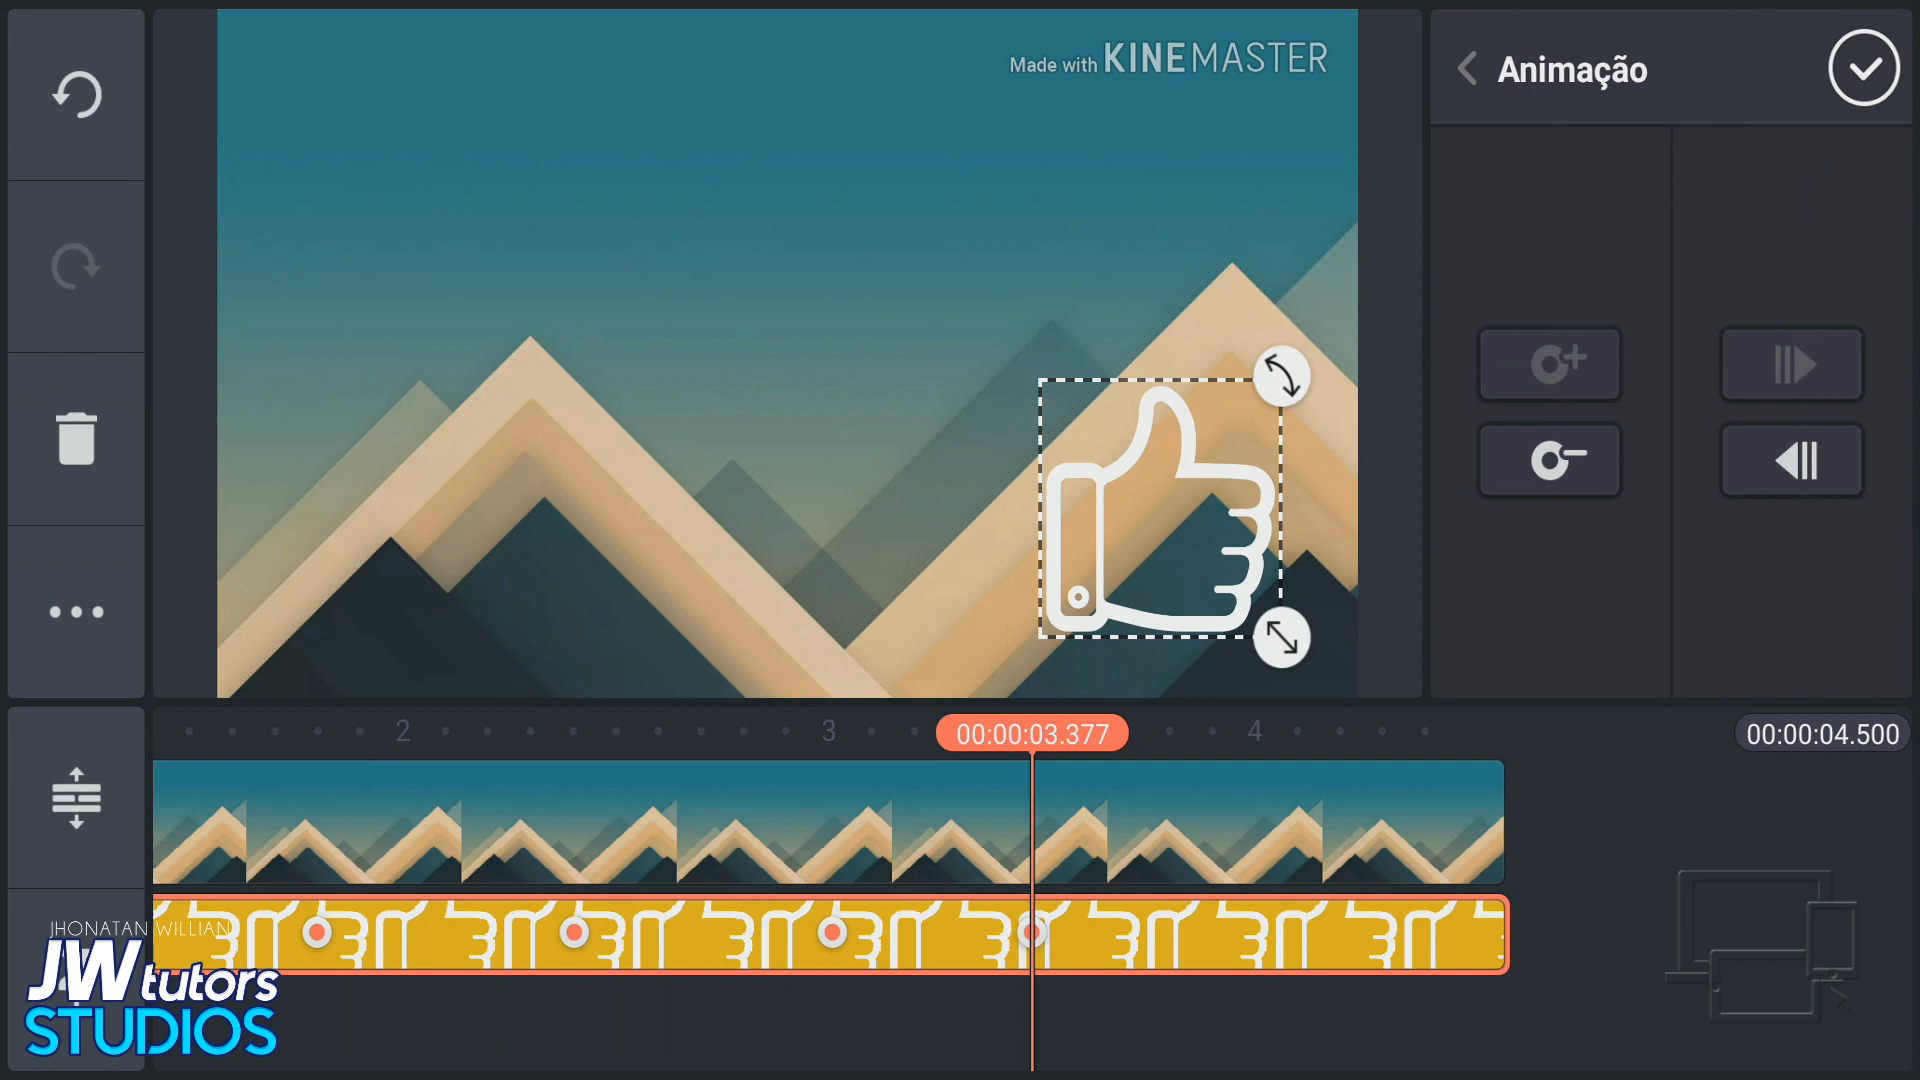 Made with KINEMASTER
Animação
2
3
00:00:03.377
4
00:00:04.500
JHONATAN WILLIAN
JWtutors
STUDIOS